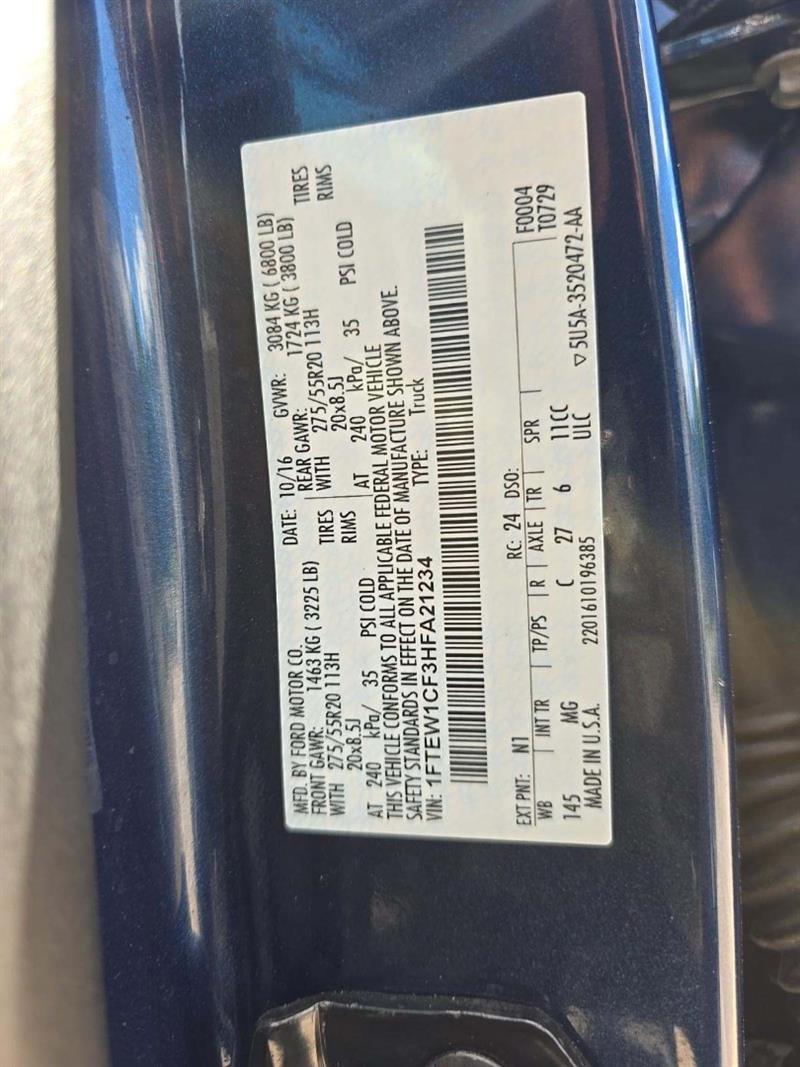 MFD. BY FORD MOTOR CO. DATE: 10/16 GVWR: 3084 KG ( 6800 LB)
FRONT GAWR: 1463 KG ( 3225 LB) REAR GAWR: 1724 KG ( 3800 LB)
WITH 275/55R20 113H TIRES WITH 275/55R20 113H TIRES
20x8.5J RIMS 20x8.5J RIMS
AT 240 kPa/ 35 PSI COLD AT 240 kPa/ 35 PSI COLD
THIS VEHICLE CONFORMS TO ALL APPLICABLE FEDERAL MOTOR VEHICLE
SAFETY STANDARDS IN EFFECT ON THE DATE OF MANUFACTURE SHOWN ABOVE.
VIN: 1FTEW1CF3HFA21234 TYPE: Truck
F0004
EXT PNT: N1 RC: 24 DSO: T0729
WB INT TR TP/PS R AXLE TR SPR
145 MG C 27 6 11CC
ULC
MADE IN U.S.A. 2201610196385 ▽ 5U5A-3520472-AA